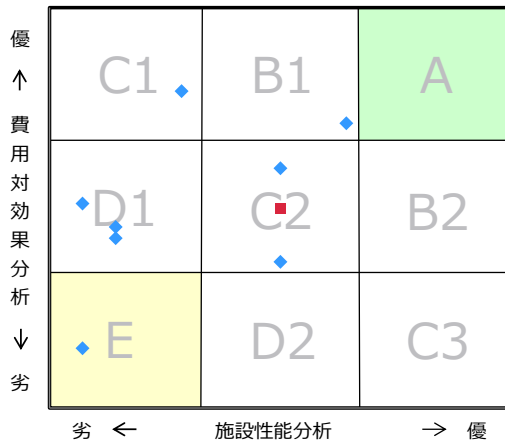 優
↑
費用対効果分析
↓
劣
C1 B1 A
D1 C2 B2
E D2 C3
劣 ← 施設性能分析 → 優